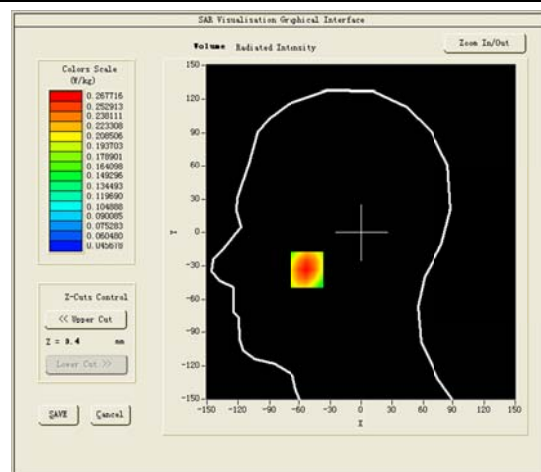 SAR Visualisation Graphical Interface
Volume Radiated Intensity
Zoom In/Out
Colors Scale
(W/kg)
0.267716
0.252913
0.238111
0.223308
0.208506
0.193703
0.178901
0.164098
0.149296
0.134493
0.119690
0.104888
0.090085
0.075283
0.060480
0.045678
150
120
90
60
30
0
-30
-60
-90
-120
-150
Y
-150 -120 -90 -60 -30 0 30 60 90 120 150
X
Z-Cuts Control
<< Upper Cut
Z = 9.4 mm
Lower Cut >>
SAVE Cancel